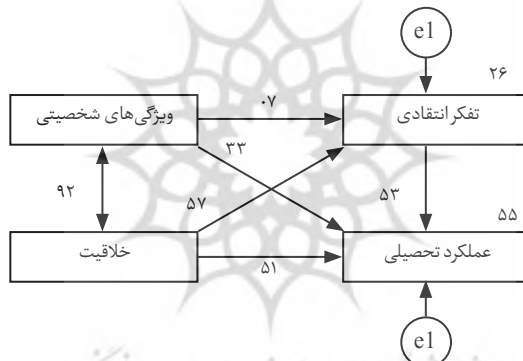 e1
۲۶
ویژگی‌های شخصیتی
۰۷
تفکر انتقادی
۳۳
۹۲
۵۷
۵۳
۵۵
خلاقیت
۵۱
عملکرد تحصیلی
e1